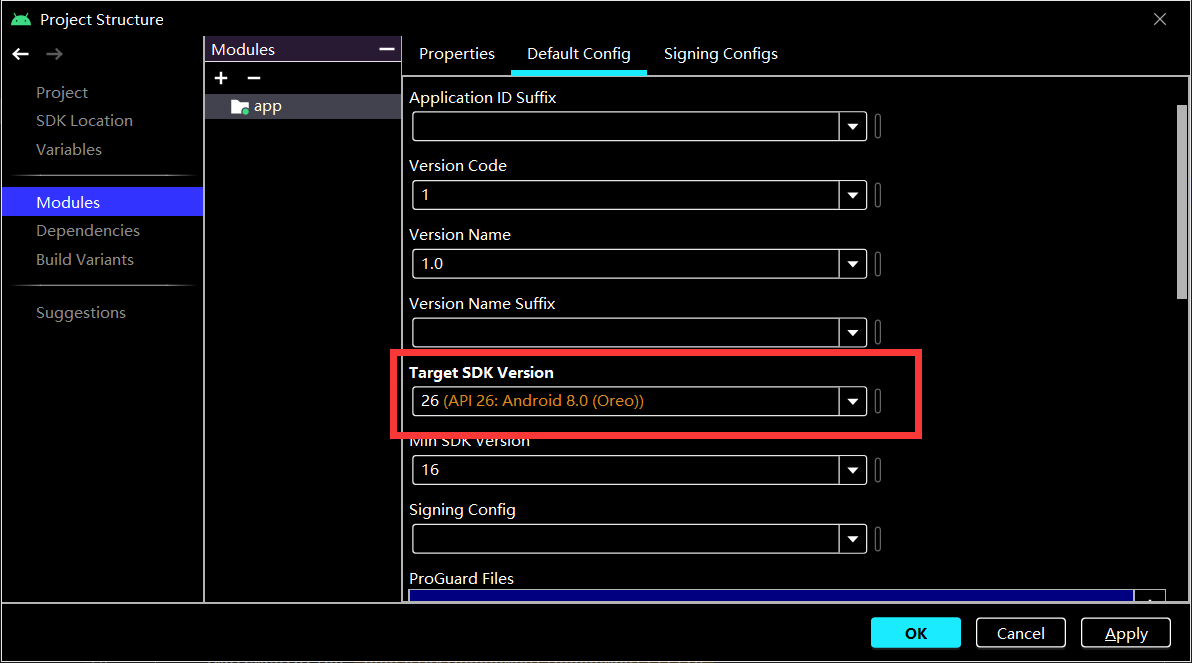 Project Structure
Project
SDK Location
Variables
Modules
Dependencies
Build Variants
Suggestions
Modules
app
Properties
Default Config
Signing Configs
Application ID Suffix
Version Code
1
Version Name
1.0
Version Name Suffix
Target SDK Version
26 (API 26: Android 8.0 (Oreo))
Min SDK Version
16
Signing Config
ProGuard Files
OK
Cancel
Apply